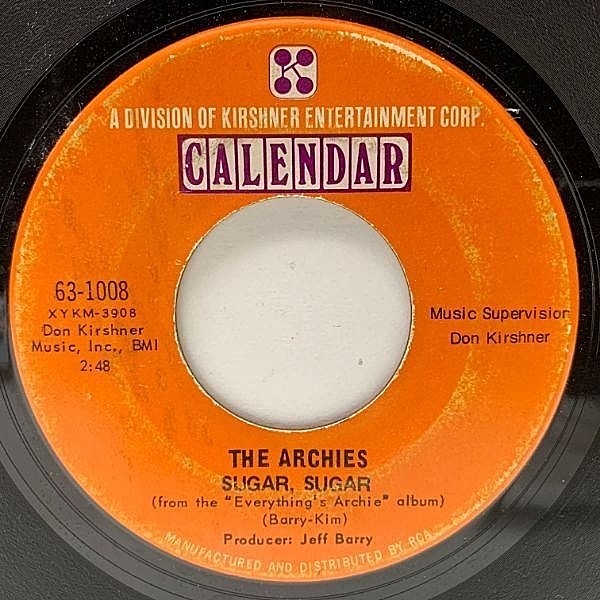 K
A DIVISION OF KIRSHNER ENTERTAINMENT CORP.
CALENDAR
63-1008
XYKM-3908
Don Kirshner
Music, Inc., BMI
2:48
Music Supervision
Don Kirshner
THE ARCHIES
SUGAR, SUGAR
(from the "Everything's Archie" album)
(Barry-Kim)
Producer: Jeff Barry
MANUFACTURED AND DISTRIBUTED BY RCA